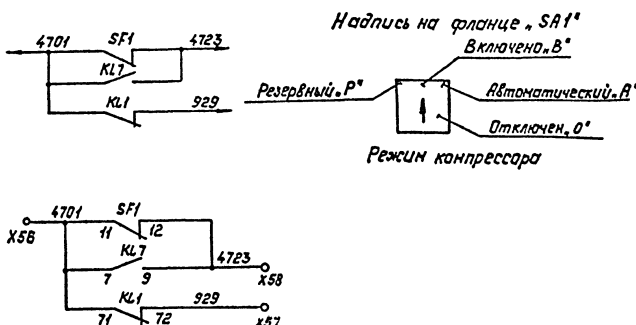 4701 SF1 4723
KL7
KL1 929
Надпись на фланце „SA1"
Включено„В"
Резервный„Р"
Автоматический„А"
Отключен„О"
Режим компрессора
4701 SF1
X56 11 12
KL7
7 9 4723
X58
KL1 929
71 72 X57